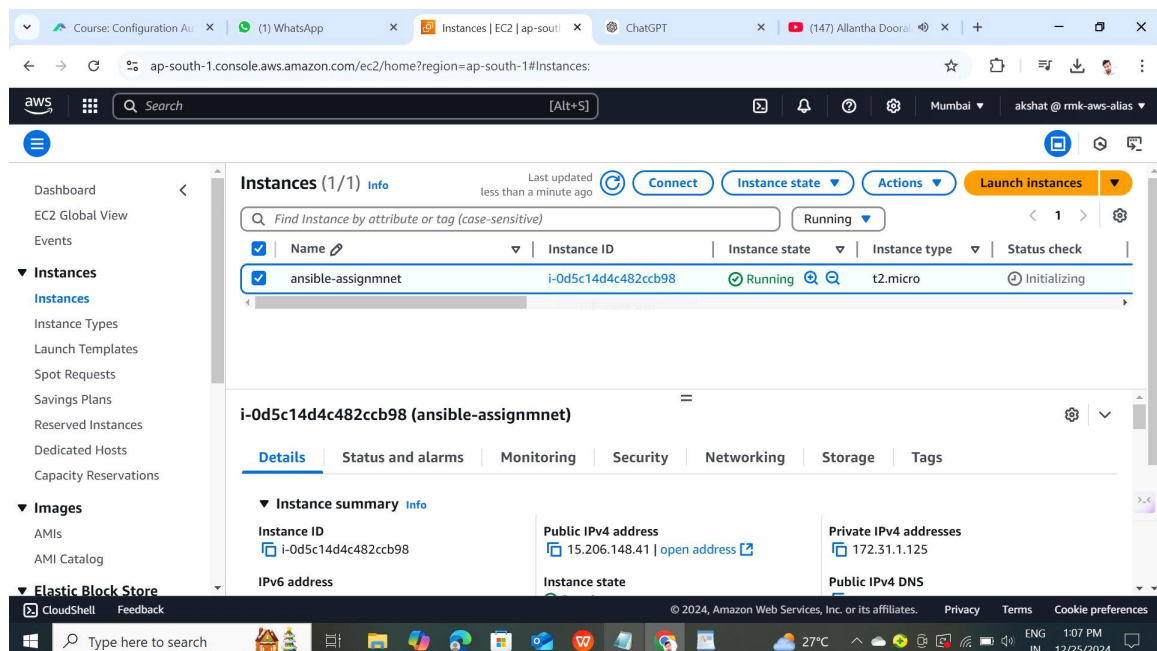 Course: Configuration Au
(1) WhatsApp
Instances | EC2 | ap-sout
ChatGPT
(147) Allantha Doora
ap-south-1.console.aws.amazon.com/ec2/home?region=ap-south-1#Instances:
aws
Search
[Alt+S]
Mumbai
akshat @ rmk-aws-alias
Dashboard
EC2 Global View
Events
Instances
Instances
Instance Types
Launch Templates
Spot Requests
Savings Plans
Reserved Instances
Dedicated Hosts
Capacity Reservations
Images
AMIs
AMI Catalog
Elastic Block Store
Instances (1/1) Info
Last updated
less than a minute ago
Connect
Instance state
Actions
Launch instances
Find Instance by attribute or tag (case-sensitive)
Running
1
Name
Instance ID
Instance state
Instance type
Status check
ansible-assignmnet
i-0d5c14d4c482ccb98
Running
t2.micro
Initializing
i-0d5c14d4c482ccb98 (ansible-assignmnet)
Details
Status and alarms
Monitoring
Security
Networking
Storage
Tags
Instance summary Info
Instance ID
i-0d5c14d4c482ccb98
Public IPv4 address
15.206.148.41 | open address
Private IPv4 addresses
172.31.1.125
IPv6 address
Instance state
Public IPv4 DNS
CloudShell
Feedback
© 2024, Amazon Web Services, Inc. or its affiliates.
Privacy
Terms
Cookie preferences
Type here to search
27°C
ENG
IN
1:07 PM
12/25/2024